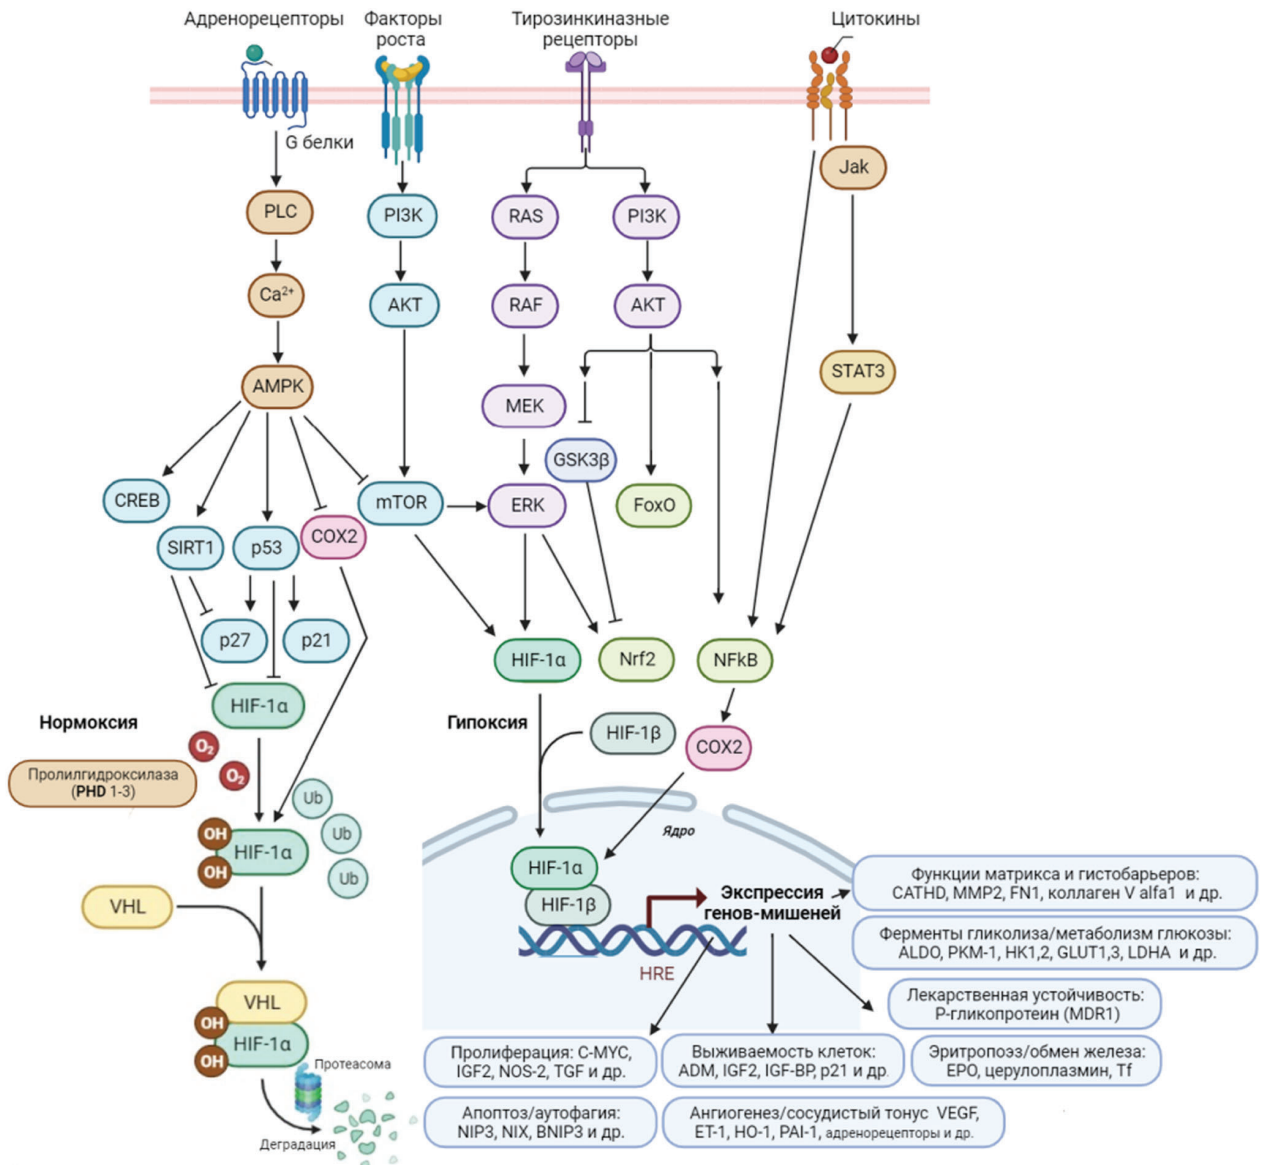 Адренорецепторы
Факторы
роста
Тирозинкиназные
рецепторы
Цитокины
G белки
Jak
PLC
PI3K
RAS
PI3K
Ca²⁺
AKT
RAF
AKT
AMPK
MEK
STAT3
GSK3β
CREB
mTOR
ERK
FoxO
SIRT1
p53
COX2
p27
p21
HIF-1α
Nrf2
NFkB
HIF-1α
Нормоксия
Гипоксия
HIF-1β
COX2
O₂
O₂
Пролилгидроксилаза
(PHD 1-3)
Ub
Ub
Ub
OH
OH
HIF-1α
Ядро
HIF-1α
HIF-1β
HRE
Экспрессия
генов-мишеней
VHL
VHL
OH
OH
HIF-1α
Протеасома
Деградация
Функции матрикса и гистобарьеров:
CATHD, MMP2, FN1, коллаген V alfa1 и др.
Ферменты гликолиза/метаболизм глюкозы:
ALDO, PKM-1, HK1,2, GLUT1,3, LDHA и др.
Лекарственная устойчивость:
Р-гликопротеин (MDR1)
Пролиферация: C-MYC,
IGF2, NOS-2, TGF и др.
Выживаемость клеток:
ADM, IGF2, IGF-BP, p21 и др.
Эритропоэз/обмен железа:
EPO, церулоплазмин, Tf
Апоптоз/аутофагия:
NIP3, NIX, BNIP3 и др.
Ангиогенез/сосудистый тонус VEGF,
ET-1, HO-1, PAI-1, адренорецепторы и др.